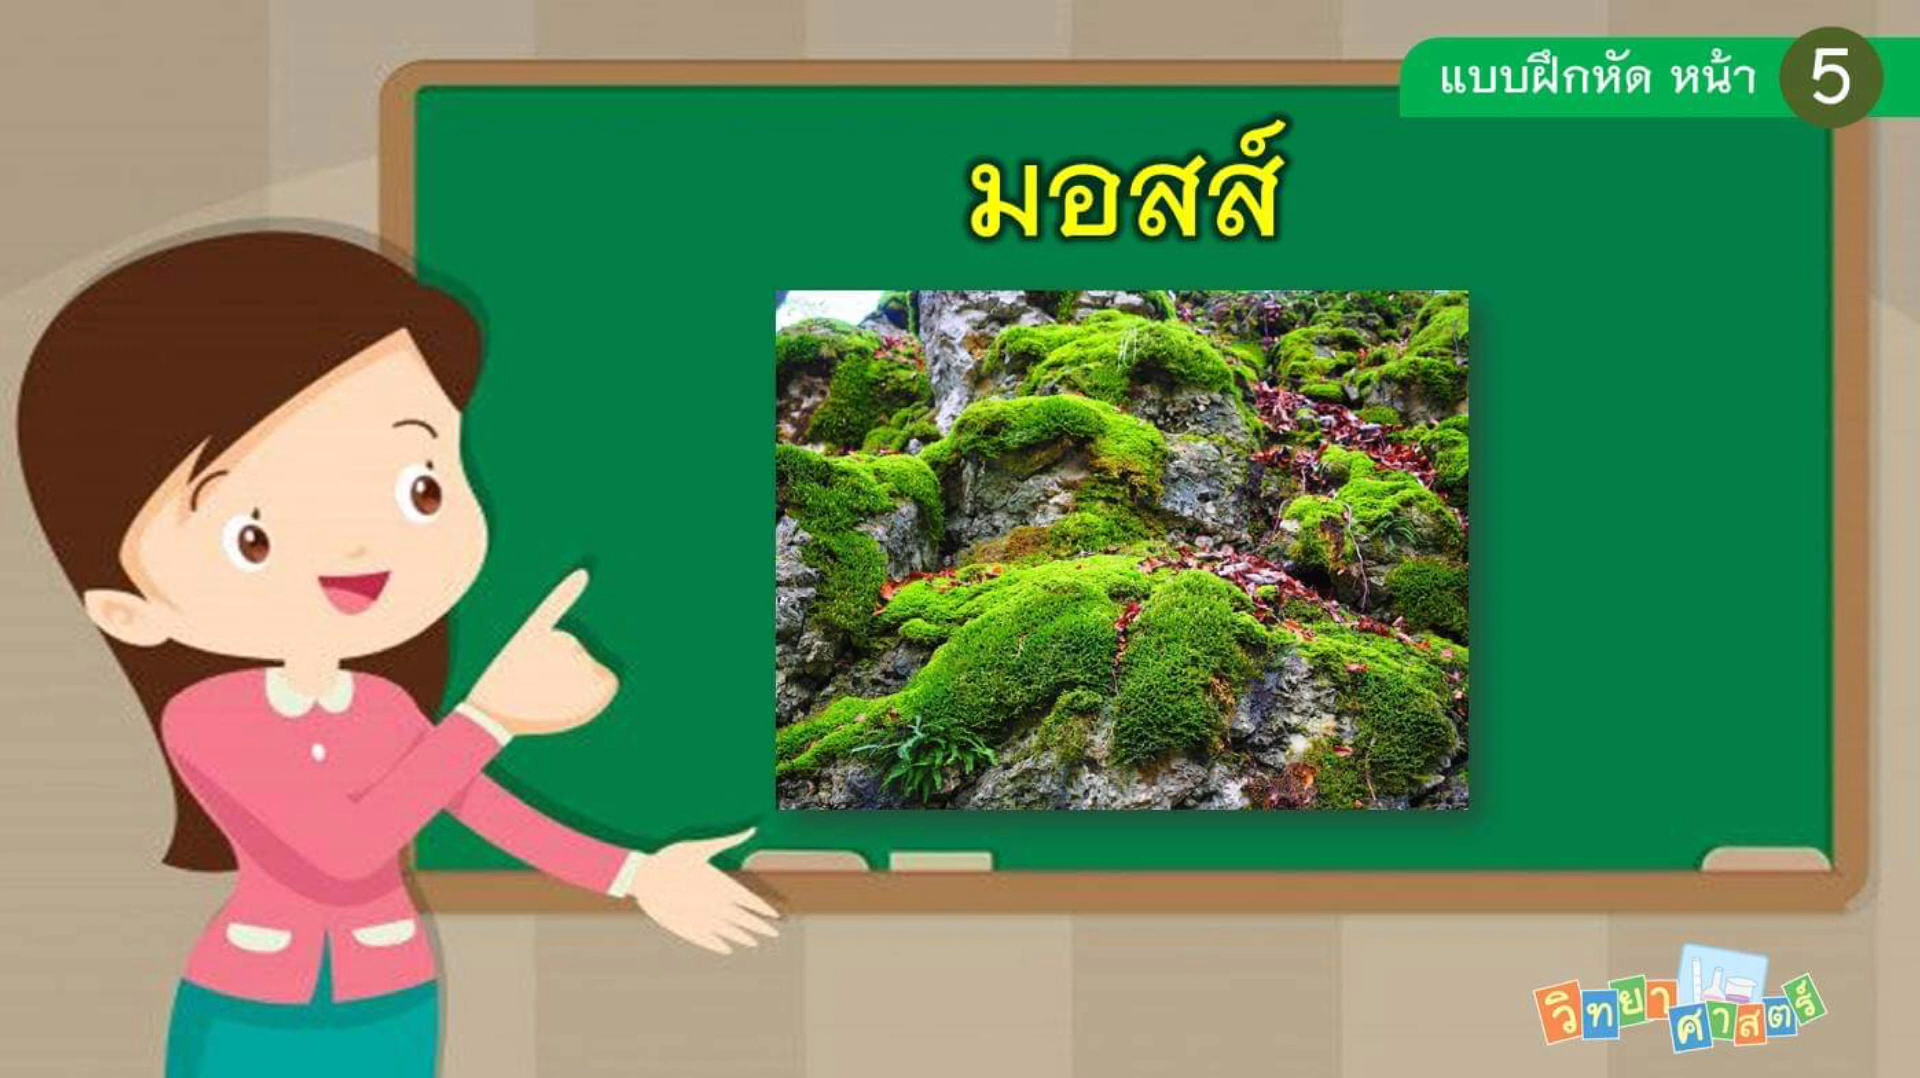 แบบฝึกหัด หน้า 5
มอสส์
วิทยา
ศาสตร์